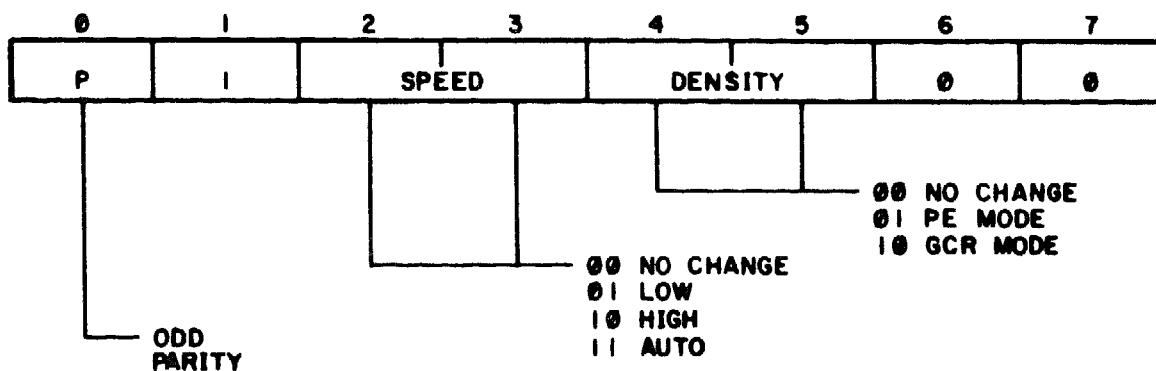 0 1 2 3 4 5 6 7
P 1 SPEED DENSITY 0 0
00 NO CHANGE
01 PE MODE
10 GCR MODE
00 NO CHANGE
01 LOW
10 HIGH
11 AUTO
ODD
PARITY